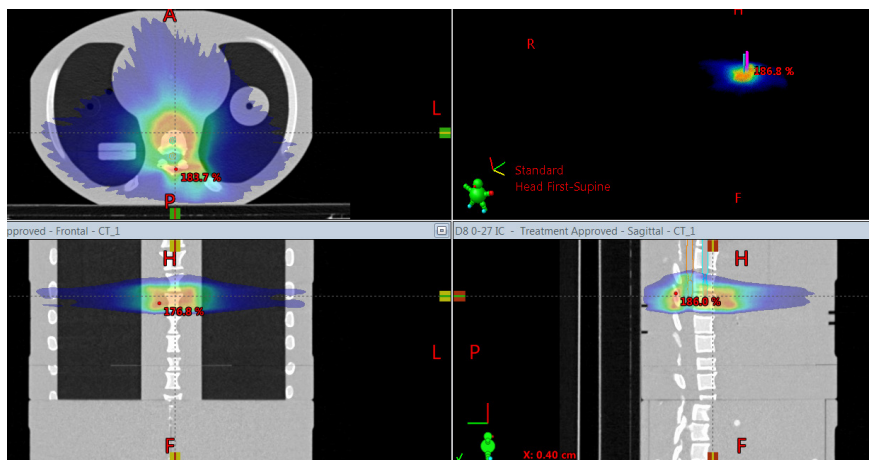 A
L
183.7 %
P
H
R
186.8 %
Standard
Head First-Supine
F
pproved - Frontal - CT_1
H
176.8 %
L
F
D8 0-27 IC - Treatment Approved - Sagittal - CT_1
H
P
186.0 %
F
X: 0.40 cm